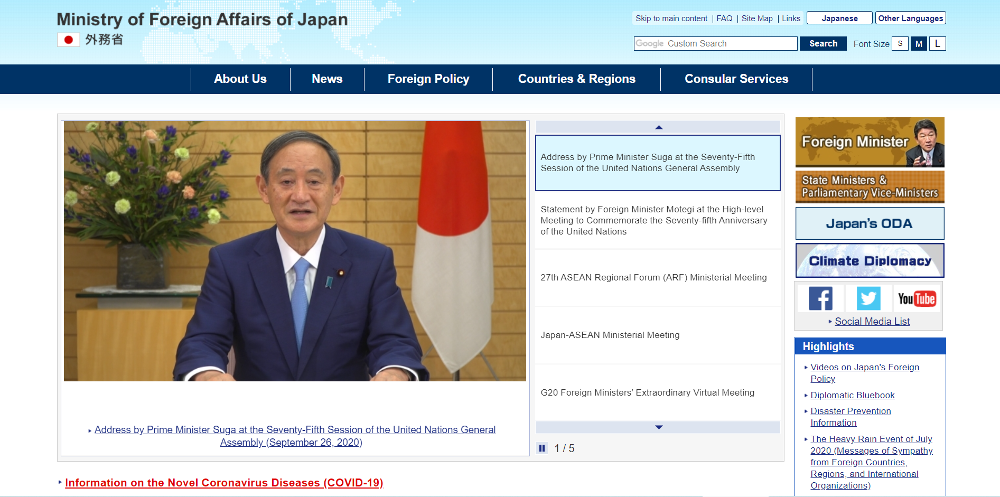 Ministry of Foreign Affairs of Japan
外務省
Skip to main content | FAQ | Site Map | Links
Japanese
Other Languages
Google Custom Search
Search
Font Size S M L
About Us
News
Foreign Policy
Countries & Regions
Consular Services
Address by Prime Minister Suga at the Seventy-Fifth Session of the United Nations General
Assembly (September 26, 2020)
Address by Prime Minister Suga at the Seventy-Fifth
Session of the United Nations General Assembly
Statement by Foreign Minister Motegi at the High-level
Meeting to Commemorate the Seventy-fifth Anniversary
of the United Nations
27th ASEAN Regional Forum (ARF) Ministerial Meeting
Japan-ASEAN Ministerial Meeting
G20 Foreign Ministers’ Extraordinary Virtual Meeting
1 / 5
Information on the Novel Coronavirus Diseases (COVID-19)
Foreign Minister
State Ministers &
Parliamentary Vice-Ministers
Japan's ODA
Climate Diplomacy
YouTube
Social Media List
Highlights
Videos on Japan's Foreign
Policy
Diplomatic Bluebook
Disaster Prevention
Information
The Heavy Rain Event of July
2020 (Messages of Sympathy
from Foreign Countries,
Regions, and International
Organizations)